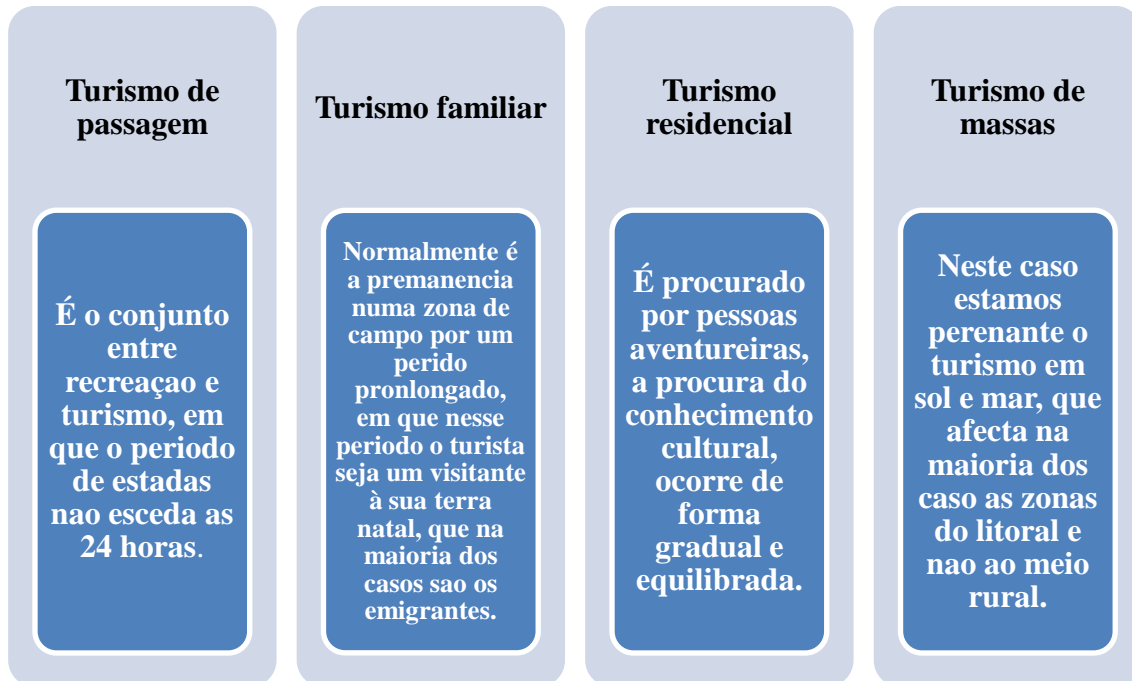 Turismo de
passagem
É o conjunto
entre
recreaçao e
turismo, em
que o periodo
de estadas
nao esceda as
24 horas.
Turismo familiar
Normalmente é
a premanencia
numa zona de
campo por um
perido
pronlongado,
em que nesse
periodo o turista
seja um visitante
à sua terra
natal, que na
maioria dos
casos sao os
emigrantes.
Turismo
residencial
É procurado
por pessoas
aventureiras,
a procura do
conhecimento
cultural,
ocorre de
forma
gradual e
equilibrada.
Turismo de
massas
Neste caso
estamos
perenante o
turismo em
sol e mar, que
afecta na
maioria dos
caso as zonas
do litoral e
nao ao meio
rural.